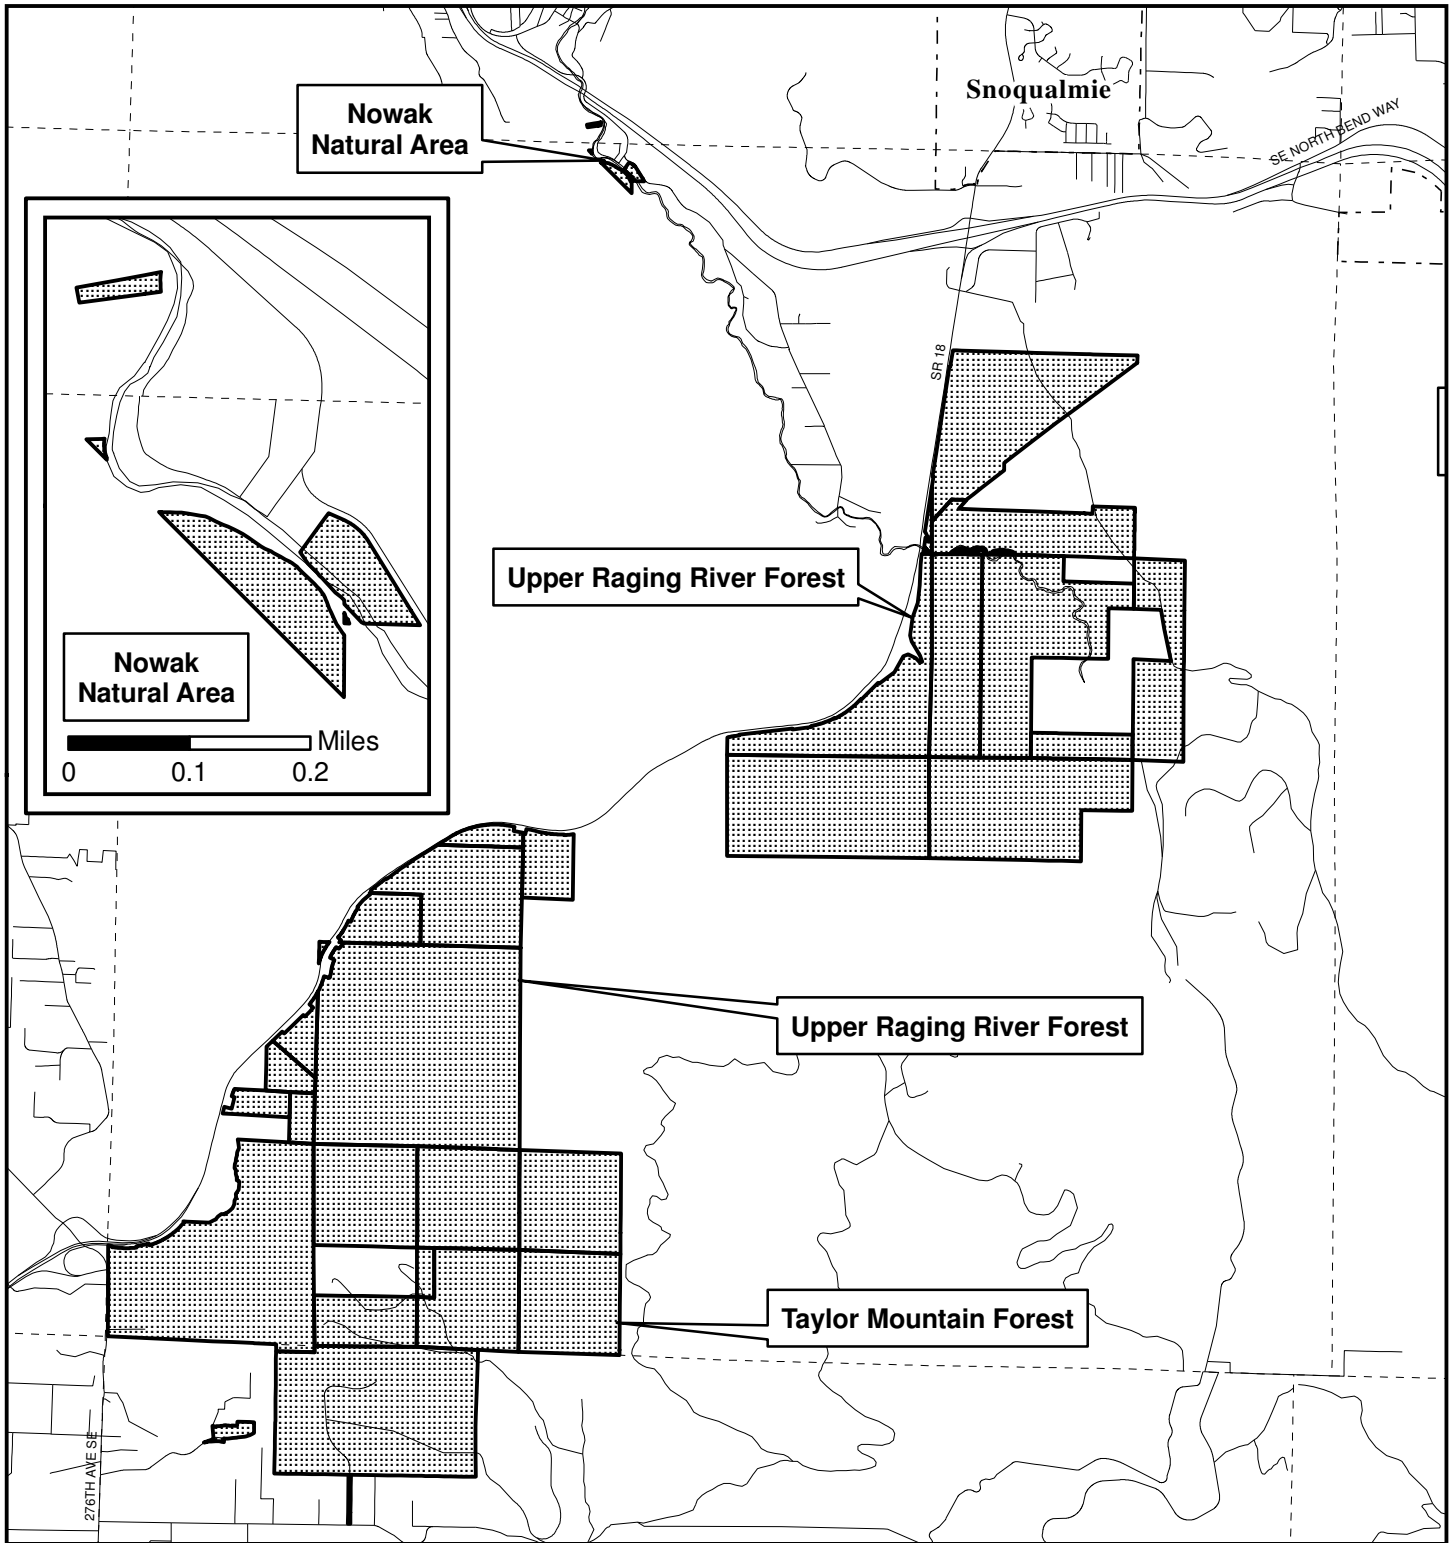 Snoqualmie
Nowak
Natural Area
SE NORTH BEND WAY
SR 18
Upper Raging River Forest
Nowak
Natural Area
Miles
0 0.1 0.2
Upper Raging River Forest
Taylor Mountain Forest
276TH AVE SE